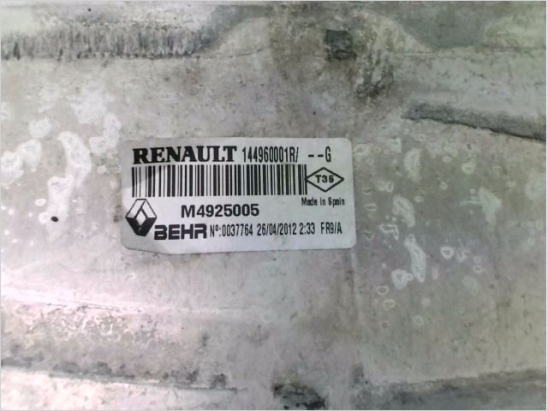 RENAULT 144960001R/ --G
T35
M4925005 Made in Spain
BEHR Nº:0037764 26/04/2012 2:33 FR9/A